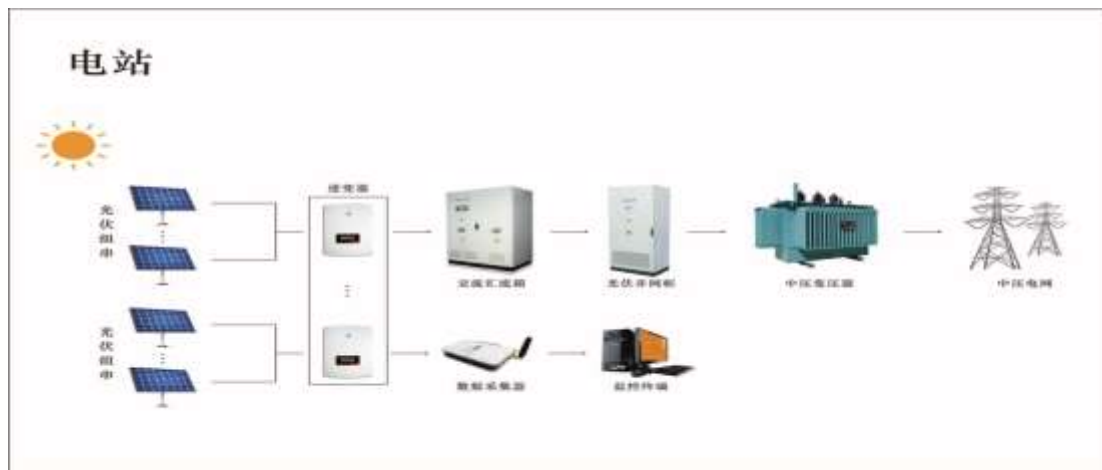 电站
逆变器
光伏组串
交流汇流箱
光伏并网柜
中压变压器
中压电网
光伏组串
数据采集器
监控终端